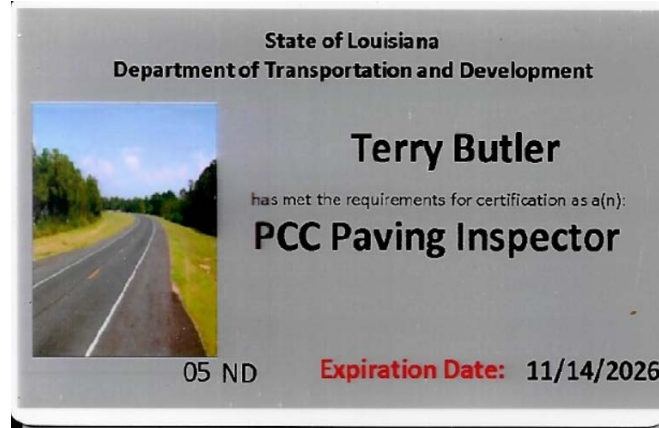 State of Louisiana
Department of Transportation and Development
Terry Butler
has met the requirements for certification as a(n):
PCC Paving Inspector
05 ND
Expiration Date: 11/14/2026